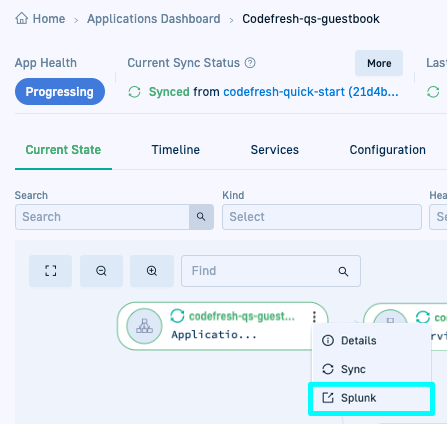 Home > Applications Dashboard > Codefresh-qs-guestbook
App Health
Current Sync Status
More
Las
Progressing
Synced from codefresh-quick-start (21d4b...
Current State
Timeline
Services
Configuration
Search
Kind
Hea
Search
Select
Se
Find
codefresh-qs-guest...
co
Applicatio...
rvi
Details
Sync
Splunk